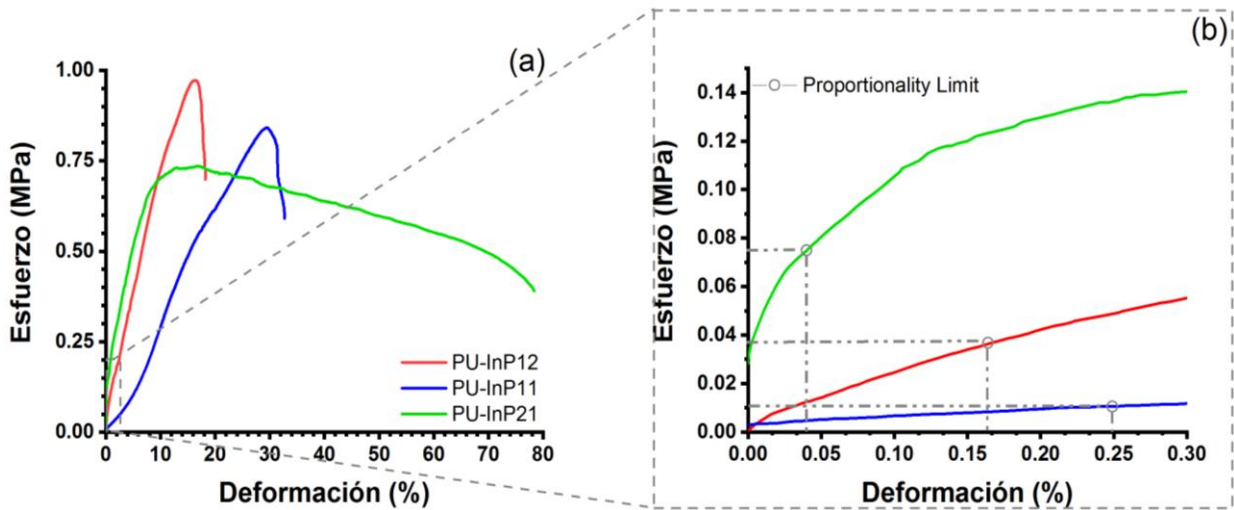 (a)
Esfuerzo (MPa)
1.00
0.75
0.50
0.25
0.00
0 10 20 30 40 50 60 70 80
Deformación (%)
PU-InP12
PU-InP11
PU-InP21
(b)
Proportionality Limit
Esfuerzo (MPa)
0.14
0.12
0.10
0.08
0.06
0.04
0.02
0.00
0.00 0.05 0.10 0.15 0.20 0.25 0.30
Deformación (%)